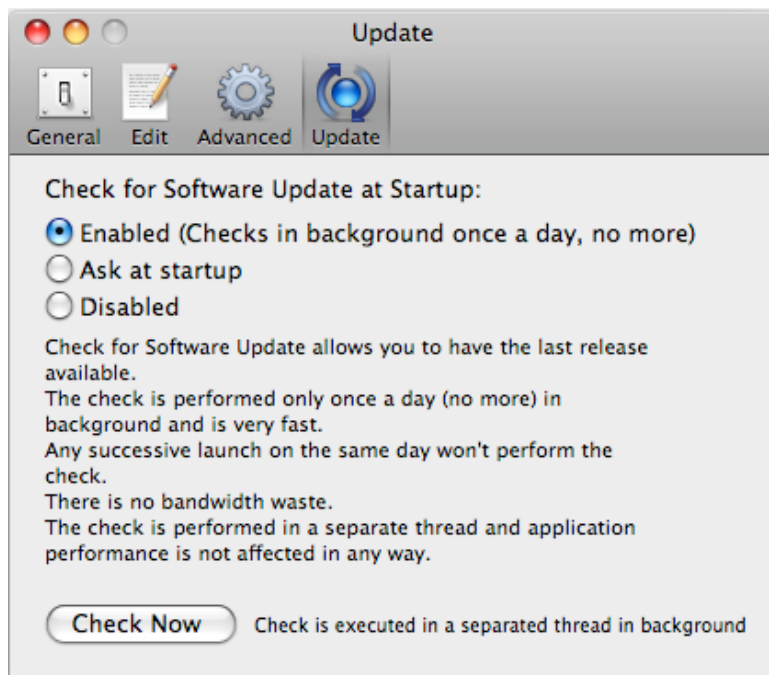 Update
General Edit Advanced Update
Check for Software Update at Startup:
Enabled (Checks in background once a day, no more)
Ask at startup
Disabled
Check for Software Update allows you to have the last release
available.
The check is performed only once a day (no more) in
background and is very fast.
Any successive launch on the same day won't perform the
check.
There is no bandwidth waste.
The check is performed in a separate thread and application
performance is not affected in any way.
Check Now Check is executed in a separated thread in background